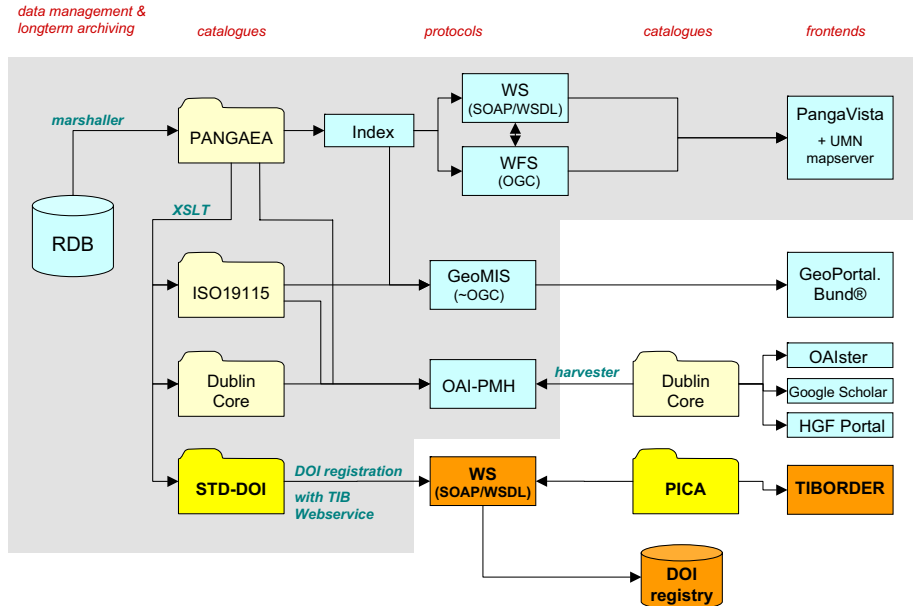 data management &
longterm archiving
catalogues
protocols
catalogues
frontends
marshaller
PANGAEA
Index
WS
(SOAP/WSDL)
WFS
(OGC)
PangaVista
+ UMN
mapserver
XSLT
RDB
ISO19115
GeoMIS
(~OGC)
GeoPortal.
Bund®
Dublin
Core
OAI-PMH
harvester
Dublin
Core
OAIster
Google Scholar
HGF Portal
STD-DOI
DOI registration
with TIB
Webservice
WS
(SOAP/WSDL)
PICA
TIBORDER
DOI
registry